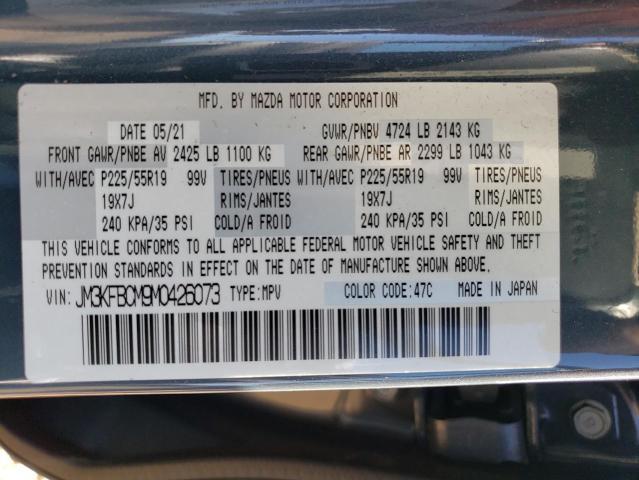 MFD. BY MAZDA MOTOR CORPORATION
DATE 05/21 GVWR/PNBV 4724 LB 2143 KG
FRONT GAWR/PNBE AV 2425 LB 1100 KG REAR GAWR/PNBE AR 2299 LB 1043 KG
WITH/AVEC P225/55R19 99V TIRES/PNEUS WITH/AVEC P225/55R19 99V TIRES/PNEUS
19X7J RIMS/JANTES 19X7J RIMS/JANTES
240 KPA/35 PSI COLD/A FROID 240 KPA/35 PSI COLD/A FROID
THIS VEHICLE CONFORMS TO ALL APPLICABLE FEDERAL MOTOR VEHICLE SAFETY AND THEFT
PREVENTION STANDARDS IN EFFECT ON THE DATE OF MANUFACTURE SHOWN ABOVE.
VIN: JM3KFBCM9M0426073 TYPE:MPV COLOR CODE:47C MADE IN JAPAN